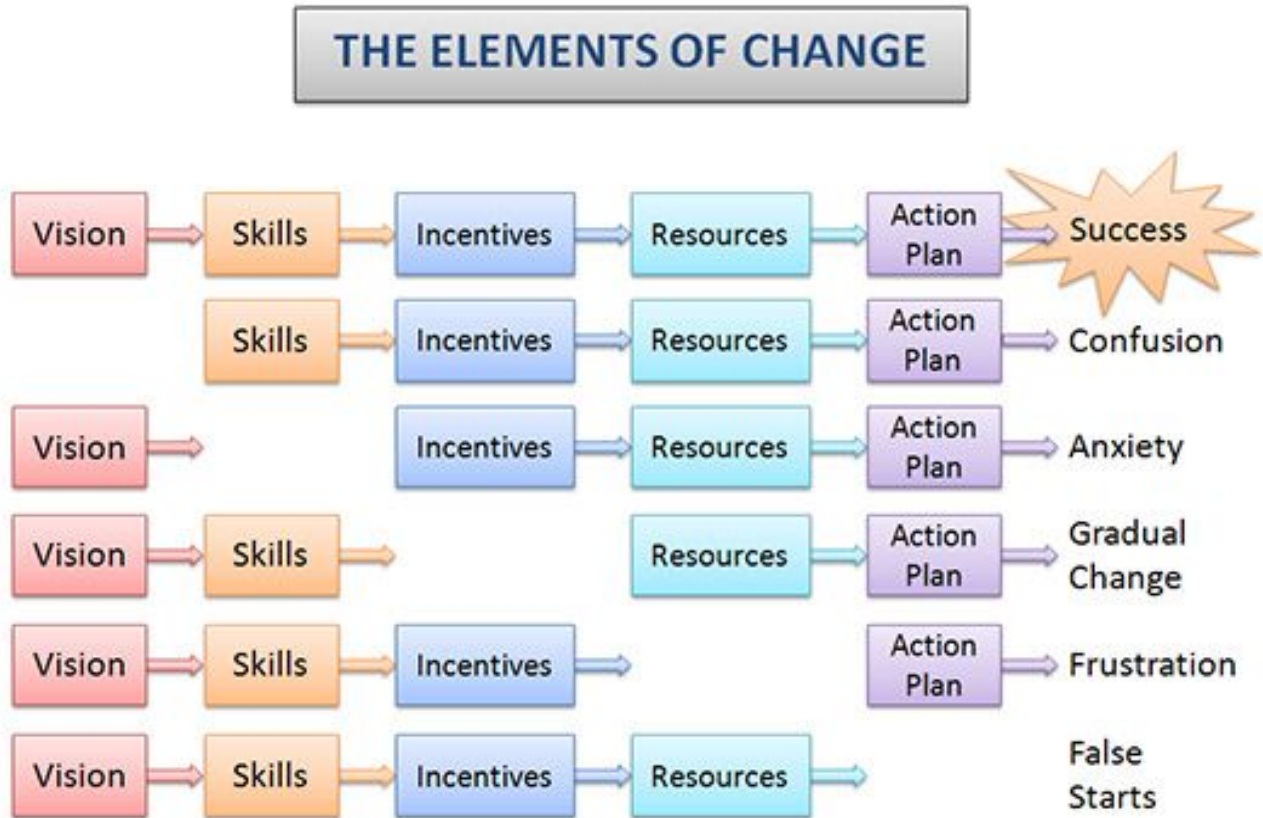 THE ELEMENTS OF CHANGE
Vision Skills Incentives Resources Action Plan Success
Skills Incentives Resources Action Plan Confusion
Vision Incentives Resources Action Plan Anxiety
Vision Skills Resources Action Plan Gradual Change
Vision Skills Incentives Action Plan Frustration
Vision Skills Incentives Resources False Starts